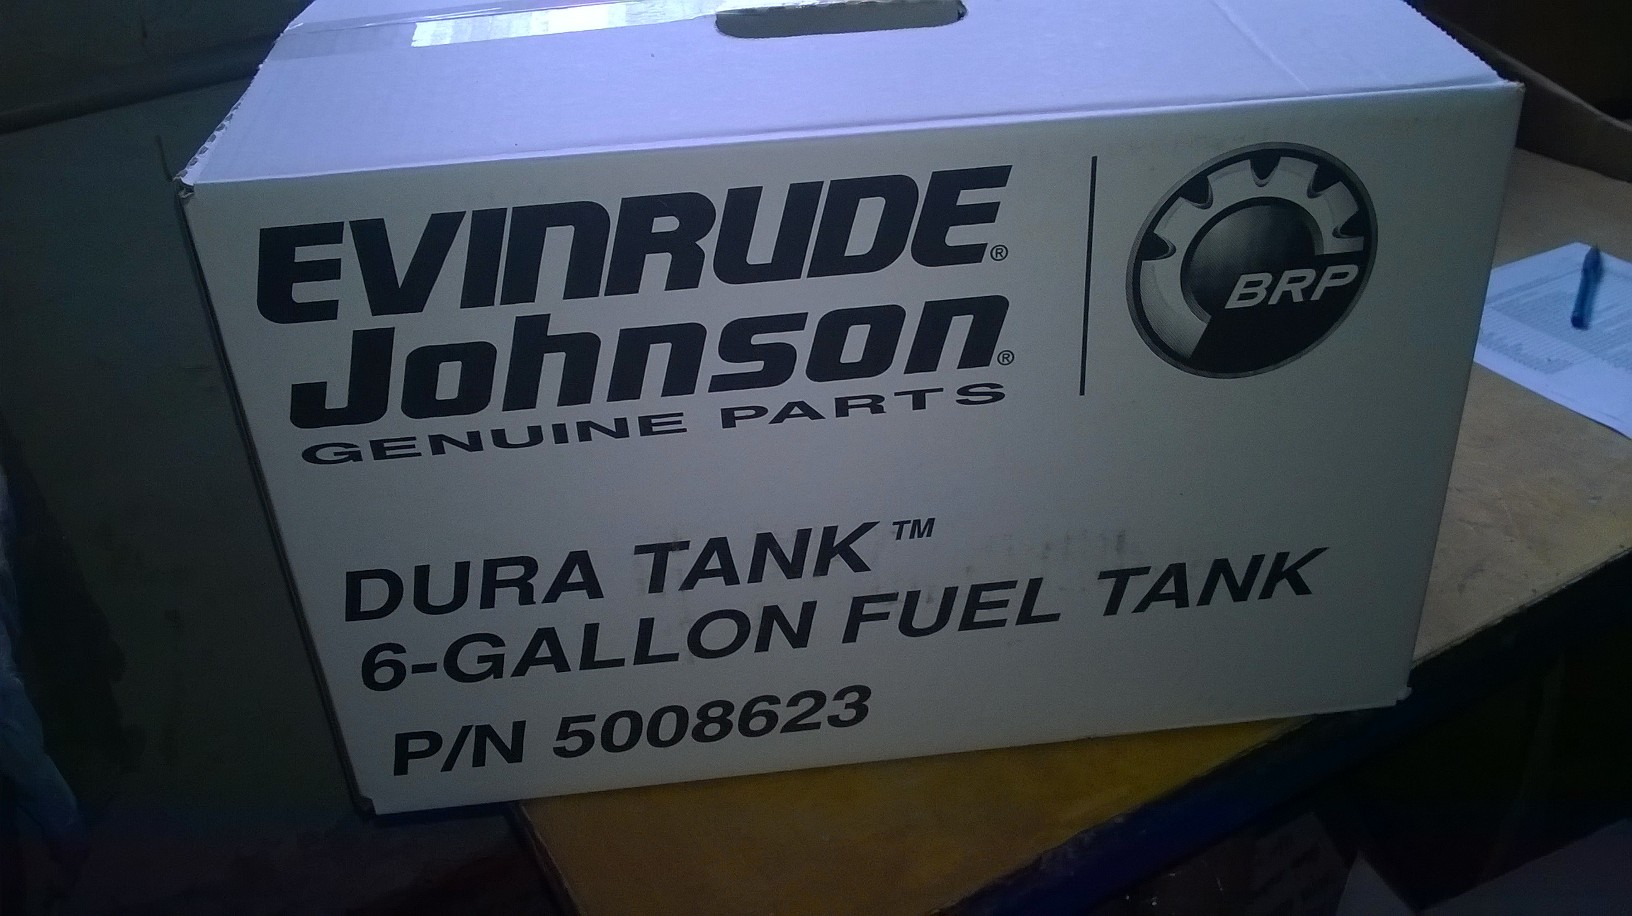 EVINRUDE®
Johnson®
GENUINE PARTS
BRP
DURA TANK™
6-GALLON FUEL TANK
P/N 5008623